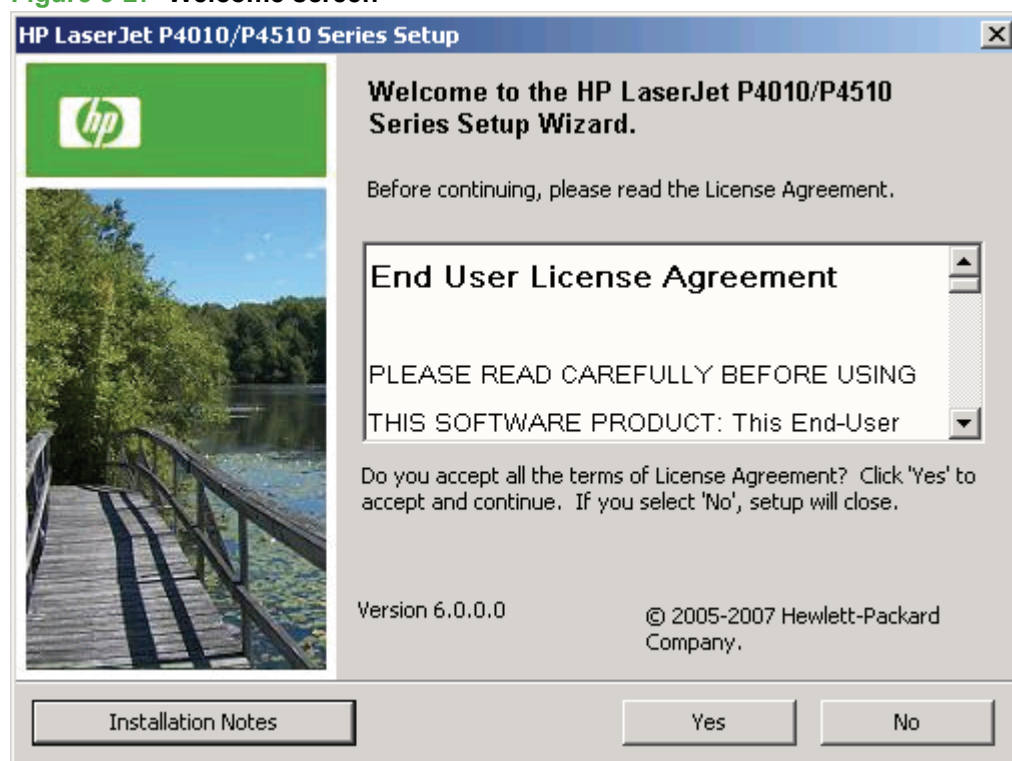 HP LaserJet P4010/P4510 Series Setup
hp
Welcome to the HP LaserJet P4010/P4510
Series Setup Wizard.
Before continuing, please read the License Agreement.
End User License Agreement
PLEASE READ CAREFULLY BEFORE USING
THIS SOFTWARE PRODUCT: This End-User
Do you accept all the terms of License Agreement? Click 'Yes' to
accept and continue. If you select 'No', setup will close.
Version 6.0.0.0
© 2005-2007 Hewlett-Packard
Company.
Installation Notes
Yes
No